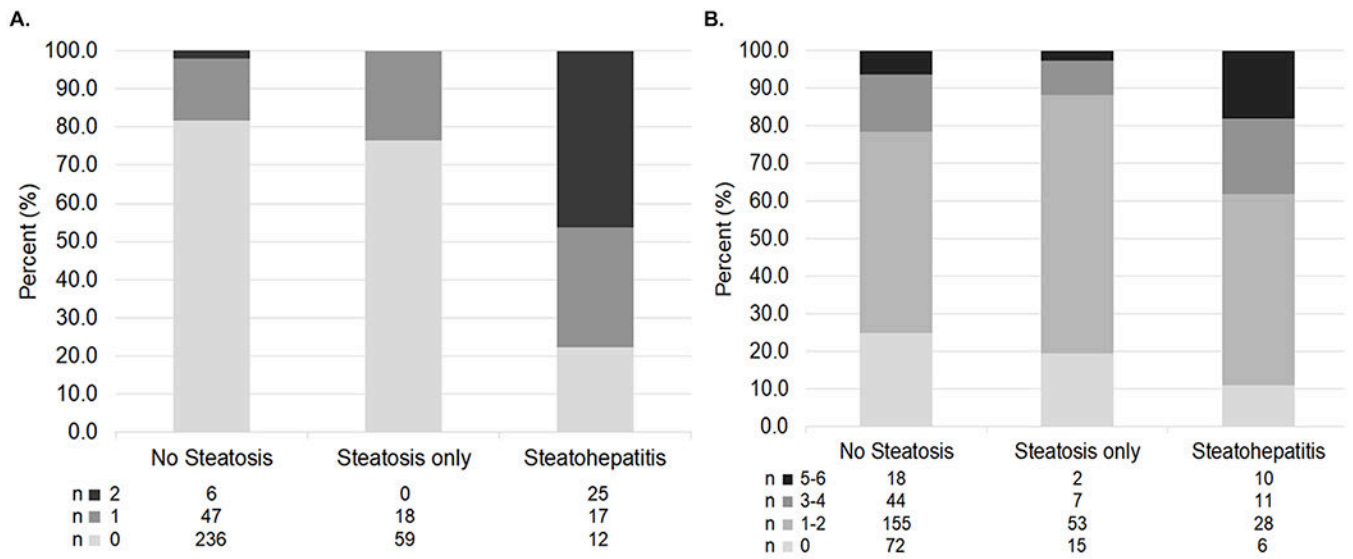 A.
Percent (%)
100.0
90.0
80.0
70.0
60.0
50.0
40.0
30.0
20.0
10.0
0.0
No Steatosis Steatosis only Steatohepatitis
n 2 6 0 25
n 1 47 18 17
n 0 236 59 12
B.
Percent (%)
100.0
90.0
80.0
70.0
60.0
50.0
40.0
30.0
20.0
10.0
0.0
No Steatosis Steatosis only Steatohepatitis
n 5-6 18 2 10
n 3-4 44 7 11
n 1-2 155 53 28
n 0 72 15 6